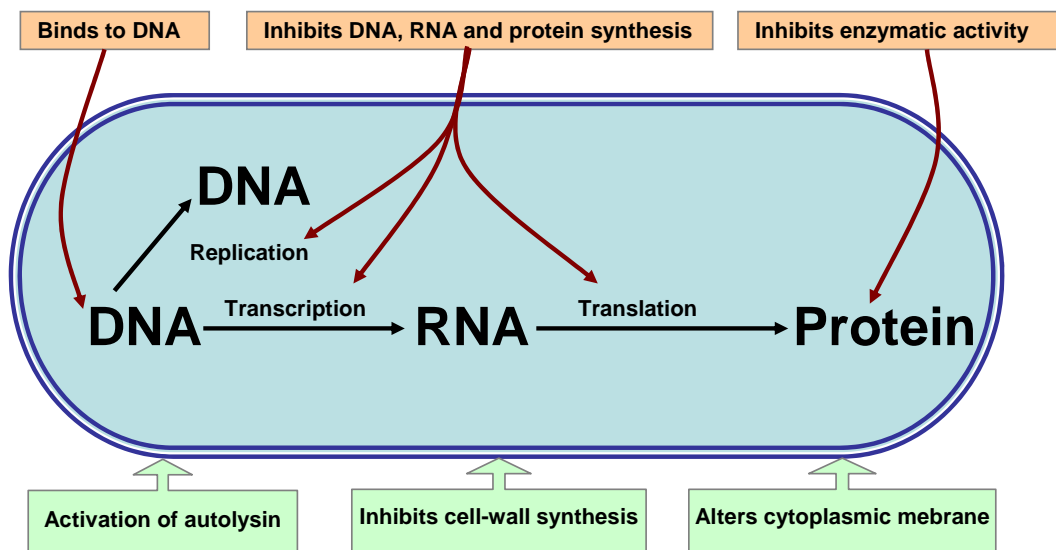 Binds to DNA
Inhibits DNA, RNA and protein synthesis
Inhibits enzymatic activity
DNA
Replication
Transcription
Translation
DNA
RNA
Protein
Activation of autolysin
Inhibits cell-wall synthesis
Alters cytoplasmic mebrane